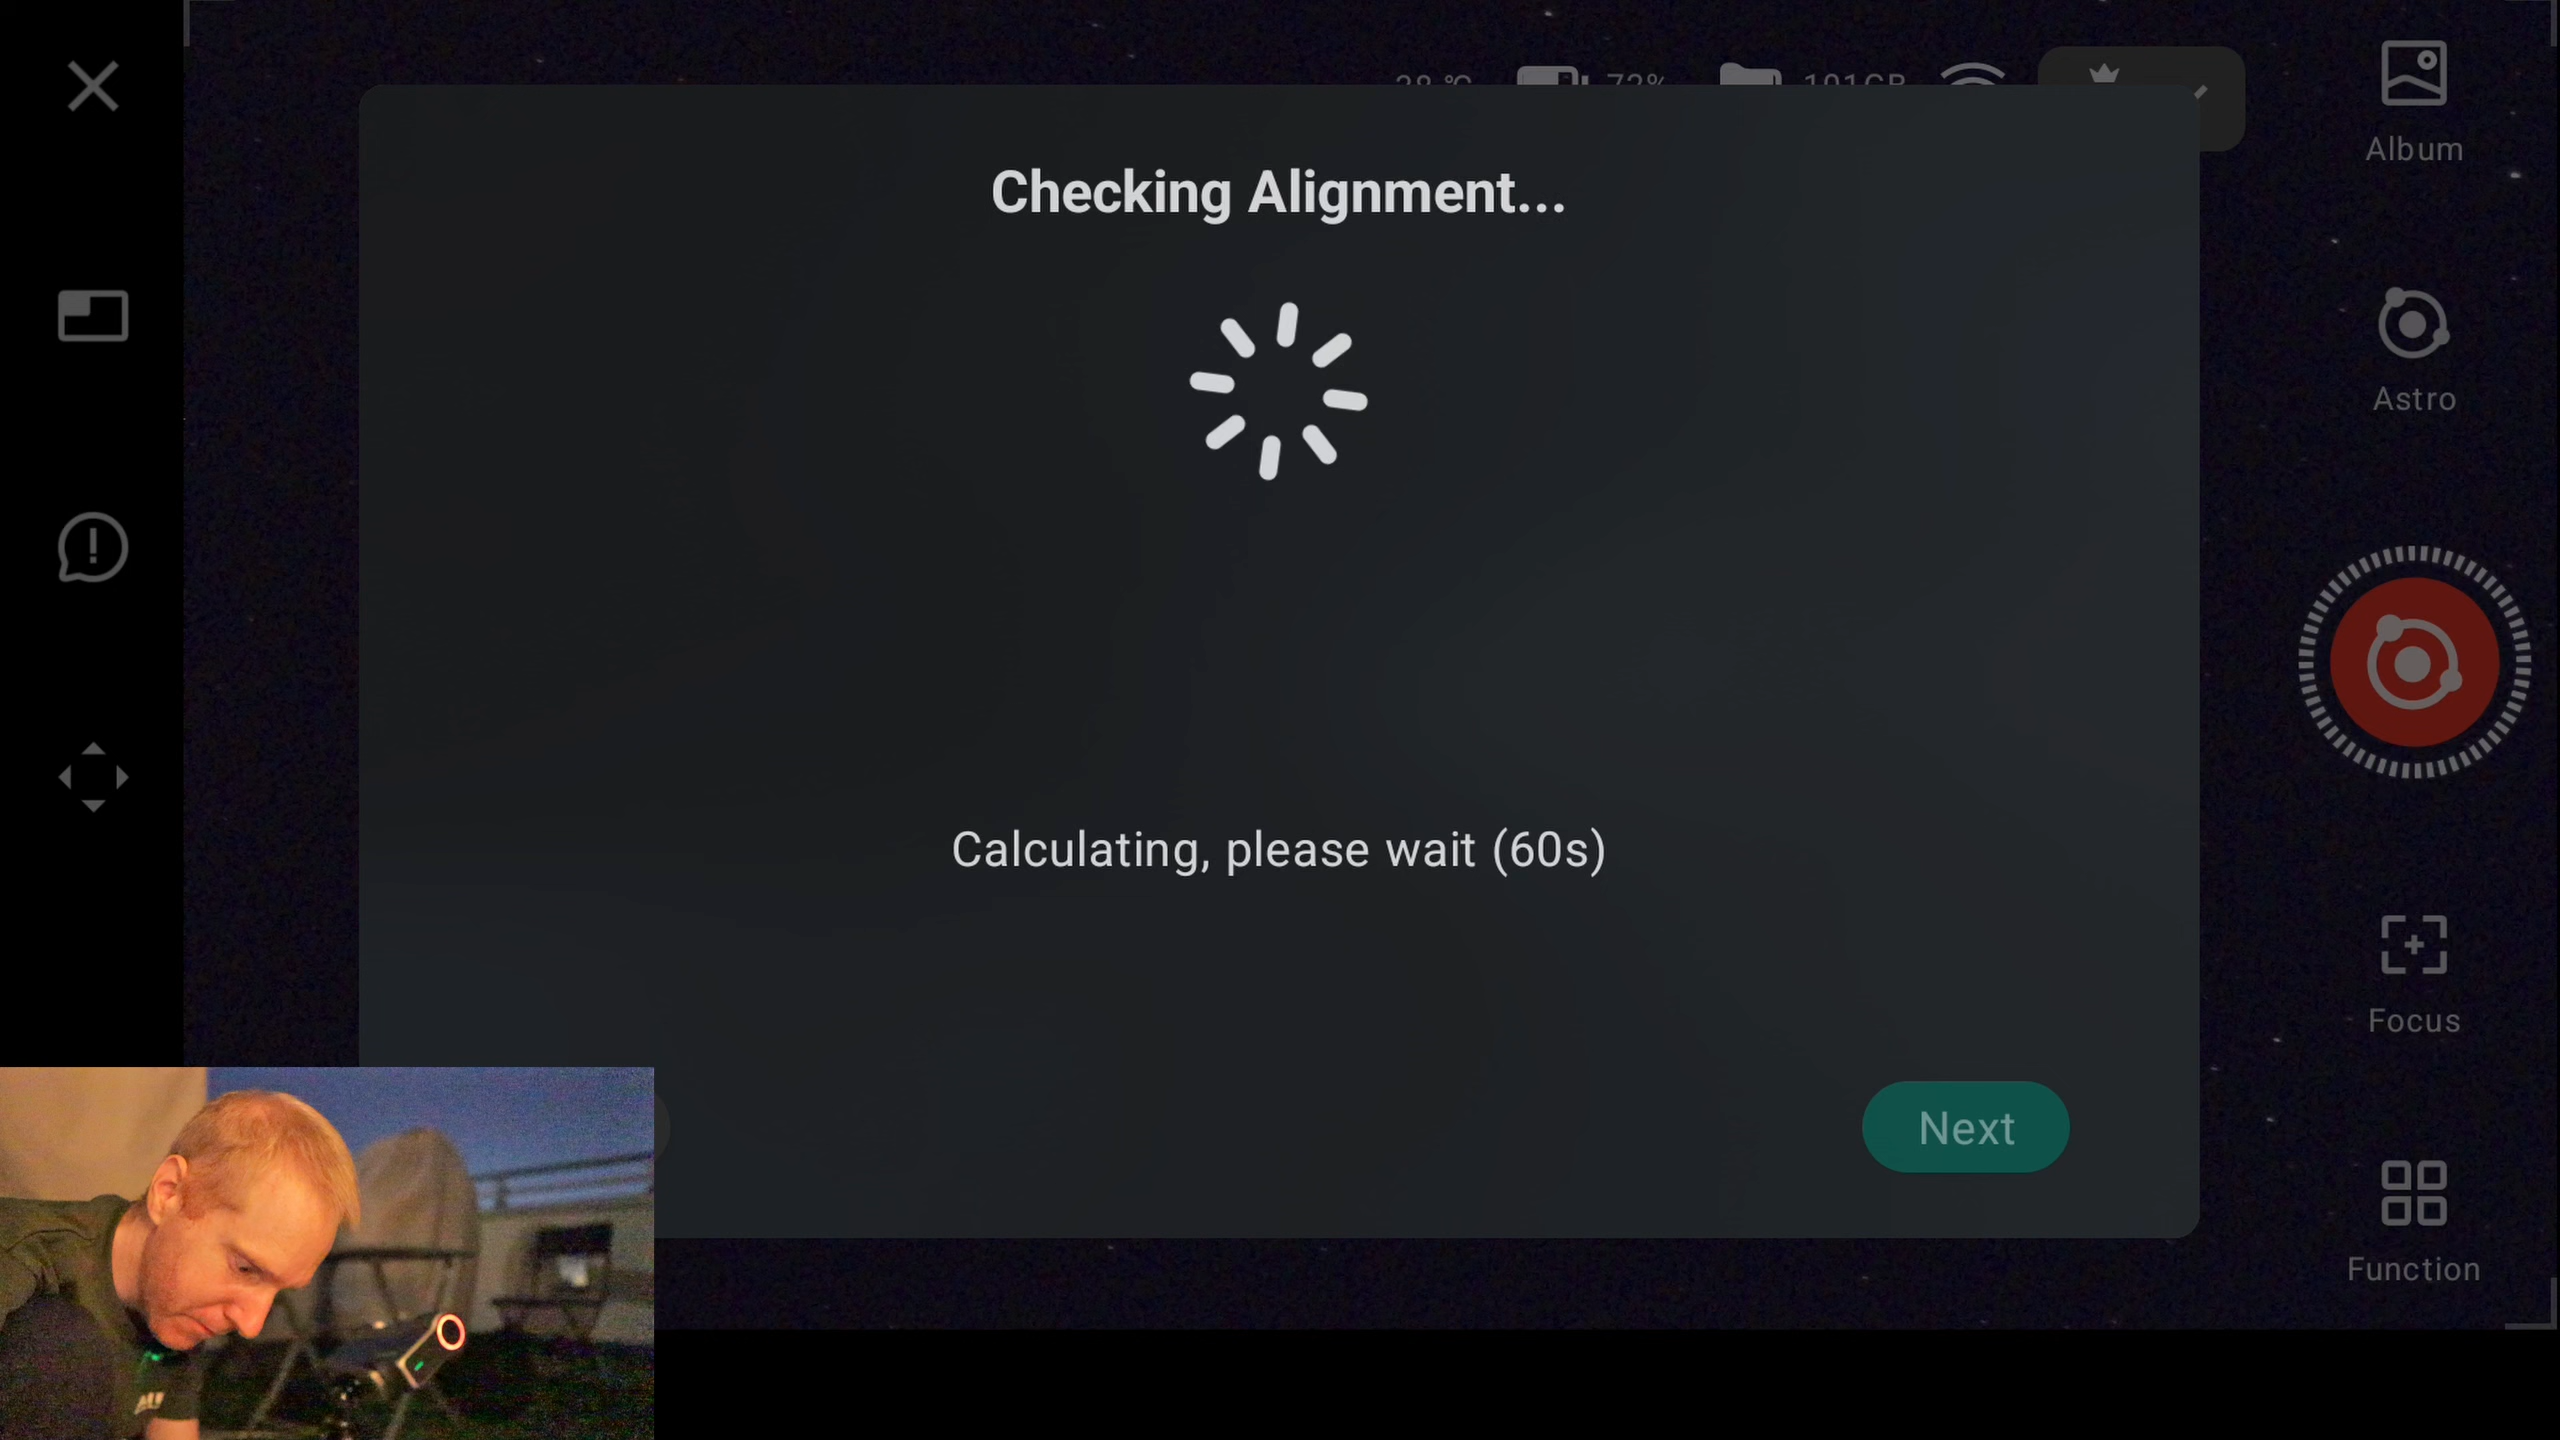 Album
Checking Alignment...
Astro
Calculating, please wait (60s)
Focus
Next
Function